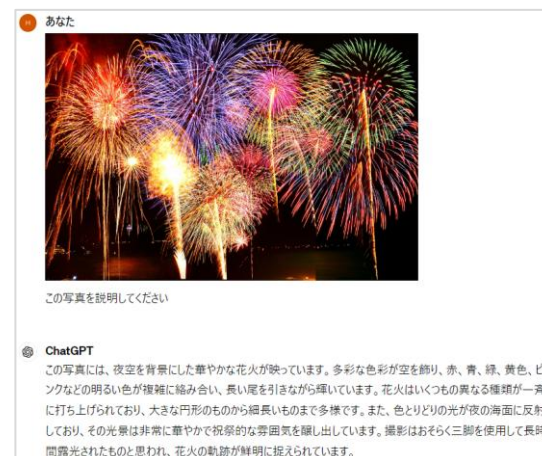 あなた
この写真を説明してください
ChatGPT
この写真には、夜空を背景にした華やかな花火が映っています。多彩な色彩が空を飾り、赤、青、緑、黄色、ピ
ンクなどの明るい色が複雑に絡み合い、長い尾を引きながら輝いています。花火はいくつもの異なる種類が一斉
に打ち上げられており、大きな円形のものから細長いものまで多様です。また、色とりどりの光が夜の海面に反射
しており、その光景は非常に華やかで祝祭的な雰囲気を醸し出しています。撮影はおそらく三脚を使用して長時
間露光されたものと思われ、花火の軌跡が鮮明に捉えられています。